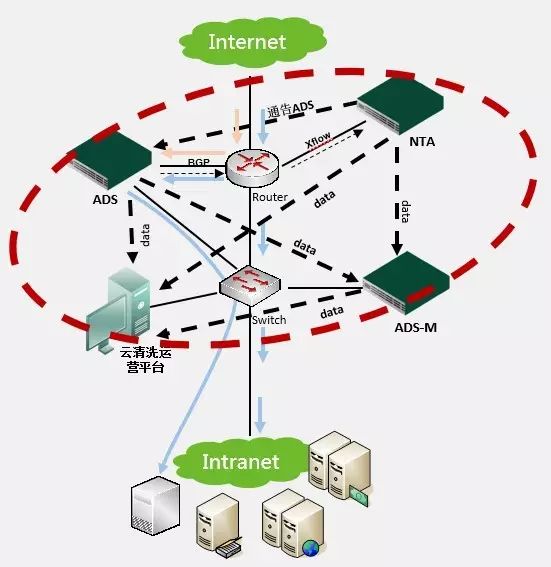 Internet
通告ADS
NTA
Xflow
BGP
ADS
Router
data
data
data
data
ADS-M
Switch
data
云清洗运
营平台
Intranet